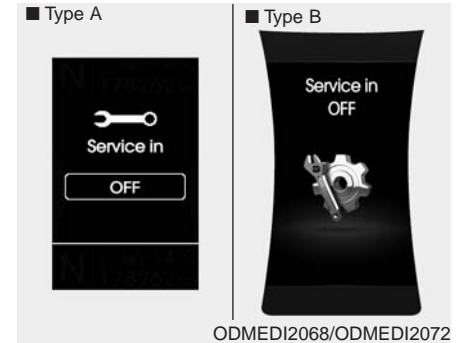 ■ Type A
■ Type B
Service in
OFF
Service in
OFF
ODMEDI2068/ODMEDI2072